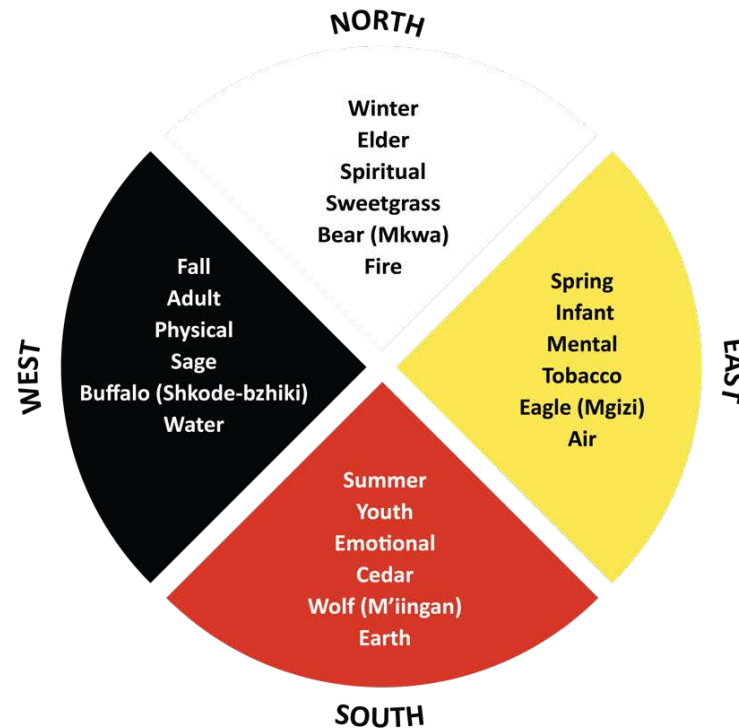 NORTH
Winter
Elder
Spiritual
Sweetgrass
Bear (Mkwa)
Fire
WEST
Fall
Adult
Physical
Sage
Buffalo (Shkode-bzhiki)
Water
EAST
Spring
Infant
Mental
Tobacco
Eagle (Mgizi)
Air
Summer
Youth
Emotional
Cedar
Wolf (M’iingan)
Earth
SOUTH